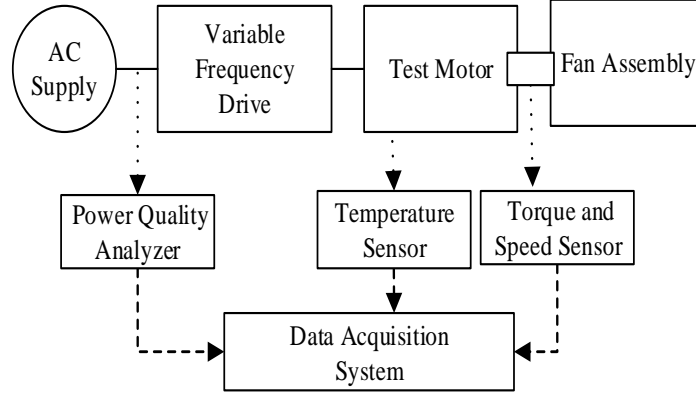 AC
Supply
Variable
Frequency
Drive
Test Motor
Fan Assembly
Power Quality
Analyzer
Temperature
Sensor
Torque and
Speed Sensor
Data Acquisition
System